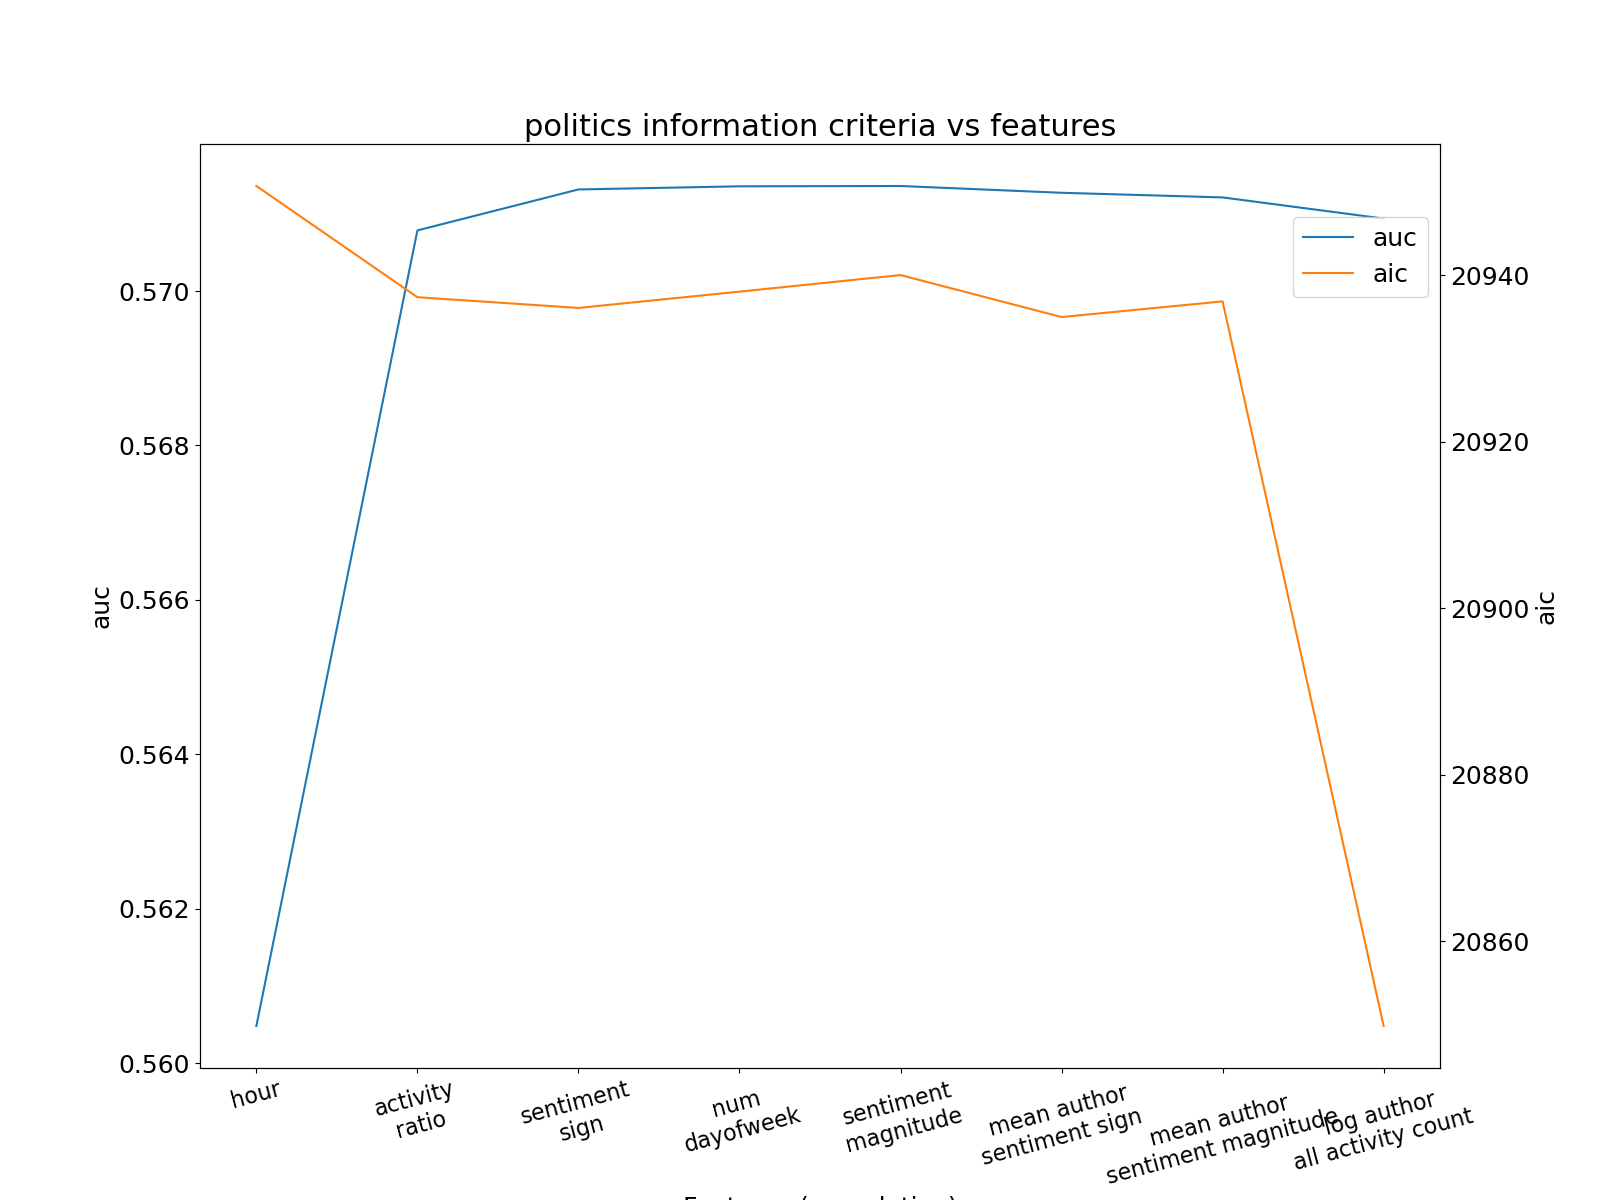 politics information criteria vs features
auc
aic
0.570
0.568
0.566
0.564
0.562
0.560
auc
20940
20920
20900
20880
20860
aic
hour
activity
ratio
sentiment
sign
num
dayofweek
sentiment
magnitude
mean author
sentiment sign
mean author
sentiment magnitude
log author
all activity count